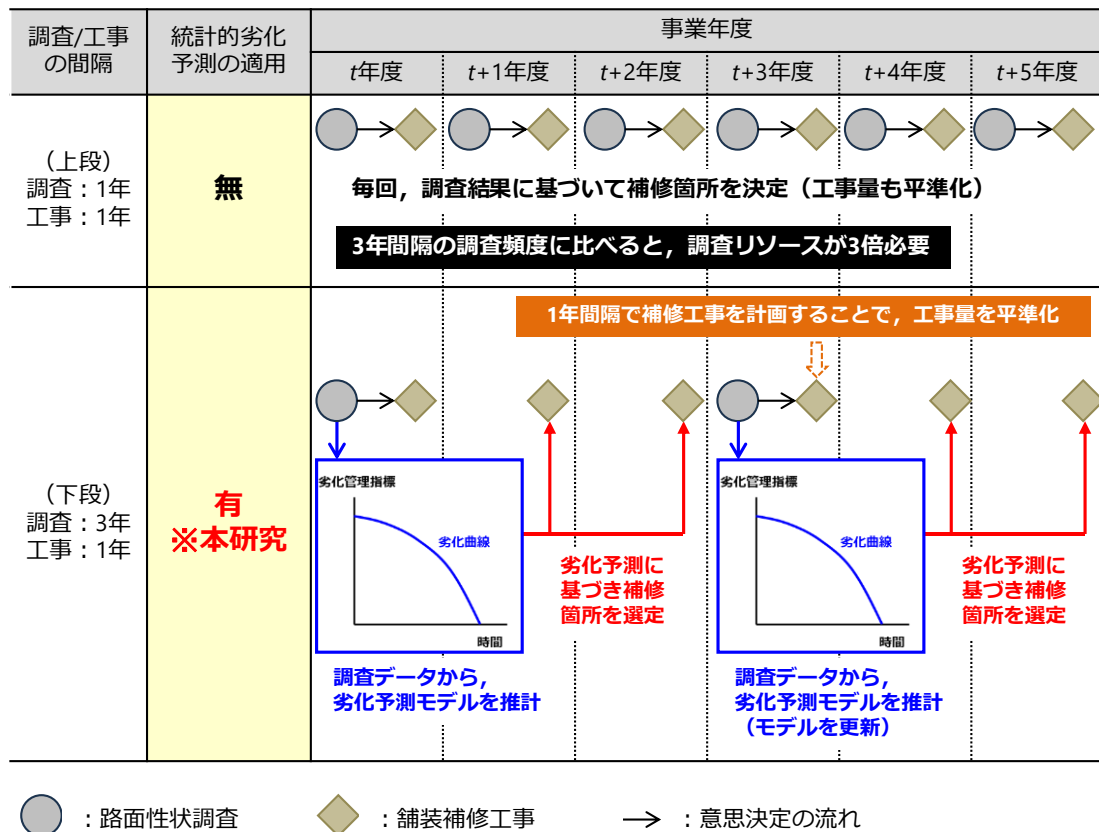 調査/工事
の間隔
統計的劣化
予測の適用
事業年度
t年度
t+1年度
t+2年度
t+3年度
t+4年度
t+5年度
（上段）
調査：1年
工事：1年
無
毎回，調査結果に基づいて補修箇所を決定（工事量も平準化）
3年間隔の調査頻度に比べると，調査リソースが3倍必要
（下段）
調査：3年
工事：1年
有
※本研究
1年間隔で補修工事を計画することで，工事量を平準化
劣化管理指標
劣化曲線
時間
調査データから，
劣化予測モデルを推計
劣化予測に
基づき補修
箇所を選定
劣化管理指標
劣化曲線
時間
調査データから，
劣化予測モデルを推計
（モデルを更新）
劣化予測に
基づき補修
箇所を選定
：路面性状調査
：舗装補修工事
：意思決定の流れ